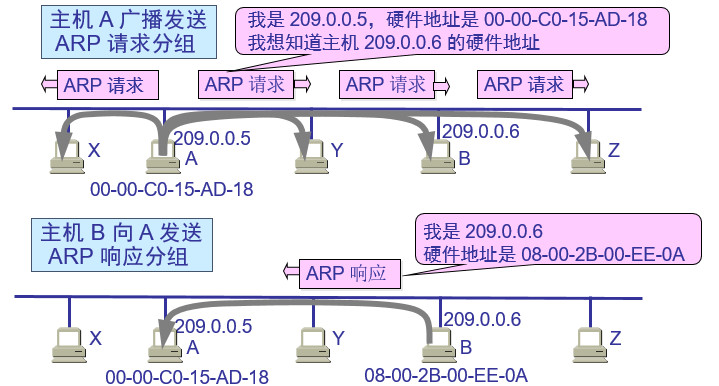 主机 A 广播发送
ARP 请求分组
我是 209.0.0.5，硬件地址是 00-00-C0-15-AD-18
我想知道主机 209.0.0.6 的硬件地址
ARP 请求
ARP 请求
ARP 请求
ARP 请求
209.0.0.5
209.0.0.6
X
A
Y
B
Z
00-00-C0-15-AD-18
主机 B 向 A 发送
ARP 响应分组
我是 209.0.0.6
硬件地址是 08-00-2B-00-EE-0A
ARP 响应
209.0.0.5
209.0.0.6
X
A
Y
B
Z
00-00-C0-15-AD-18
08-00-2B-00-EE-0A